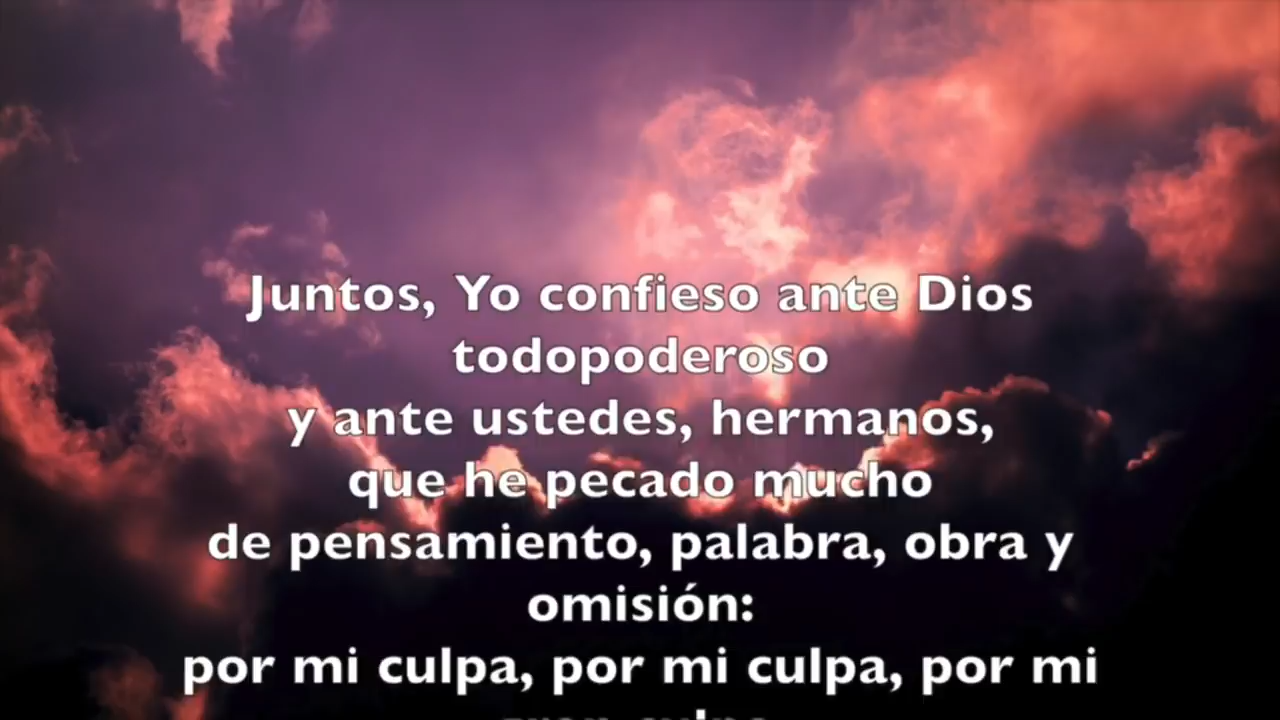 Juntos, Yo confieso ante Dios
todopoderoso
y ante ustedes, hermanos,
que he pecado mucho
de pensamiento, palabra, obra y
omisión:
por mi culpa, por mi culpa, por mi